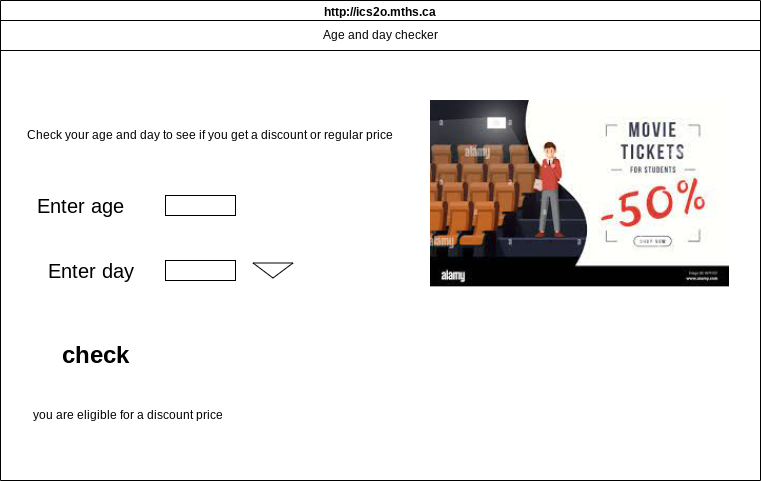 http://ics2o.mths.ca
Age and day checker
Check your age and day to see if you get a discount or regular price
MOVIE
TICKETS
FOR STUDENTS
-50%
SHOP NOW
Enter age
Enter day
check
you are eligible for a discount price
alamy
alamy
alamy
a
a
a
a
www.alamy.com